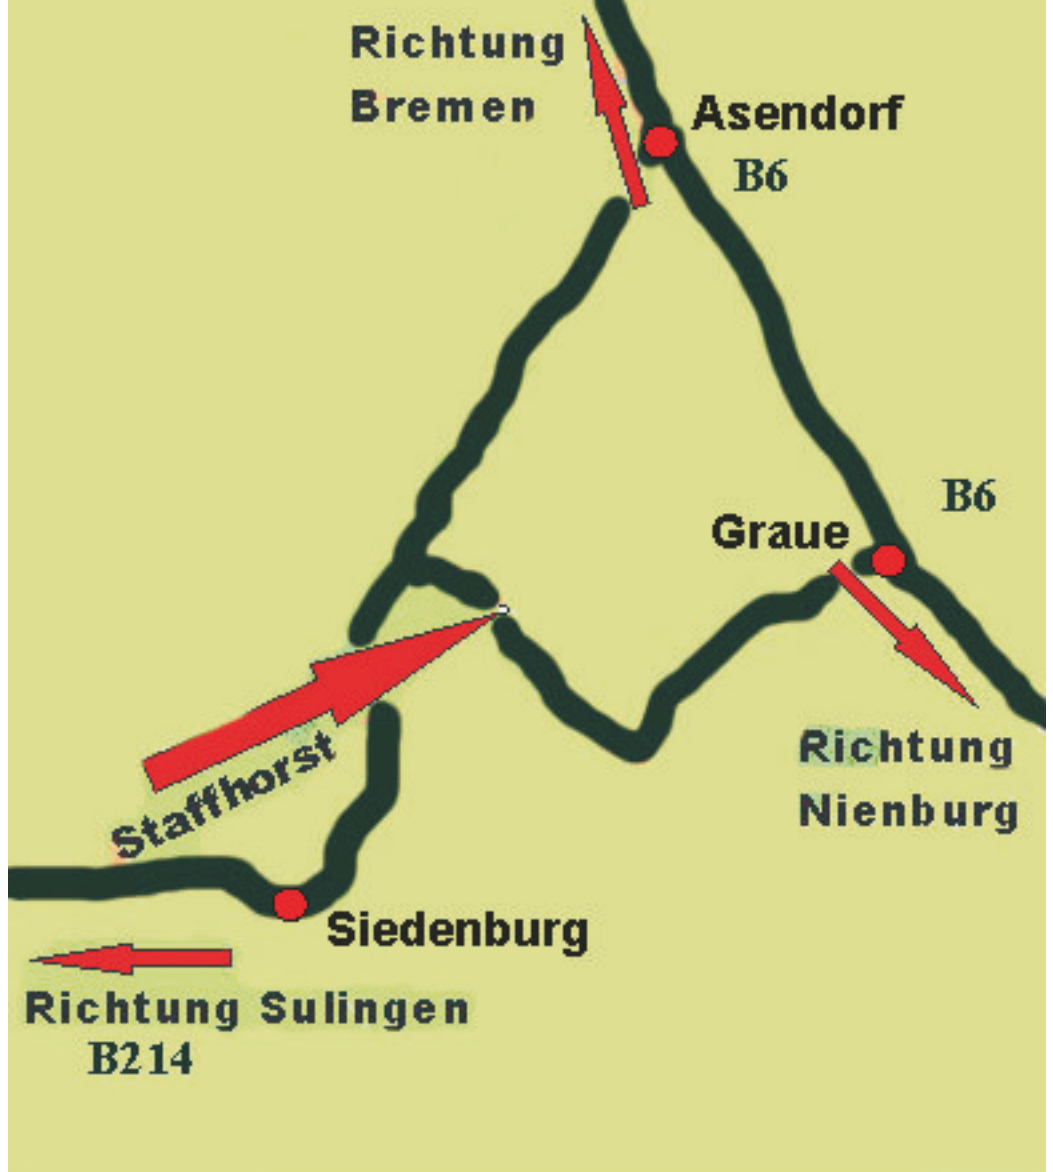 Richtung
Bremen
Asendorf
B6
B6
Graue
Richtung
Nienburg
Staffhorst
Siedenburg
Richtung Sulingen
B214